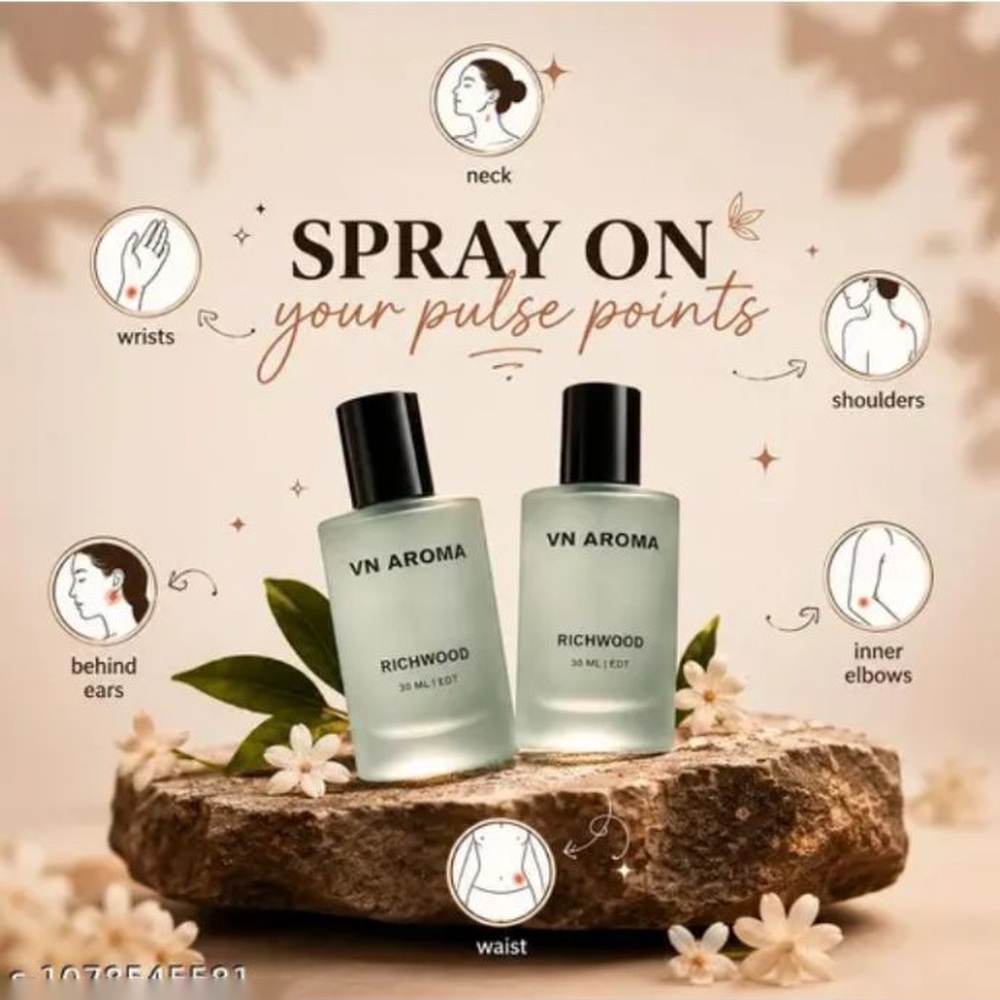 neck
SPRAY ON
your pulse points
wrists
shoulders
VN AROMA
RICHWOOD
30 ML | EDT
VN AROMA
RICHWOOD
30 ML | EDT
behind
ears
inner
elbows
waist